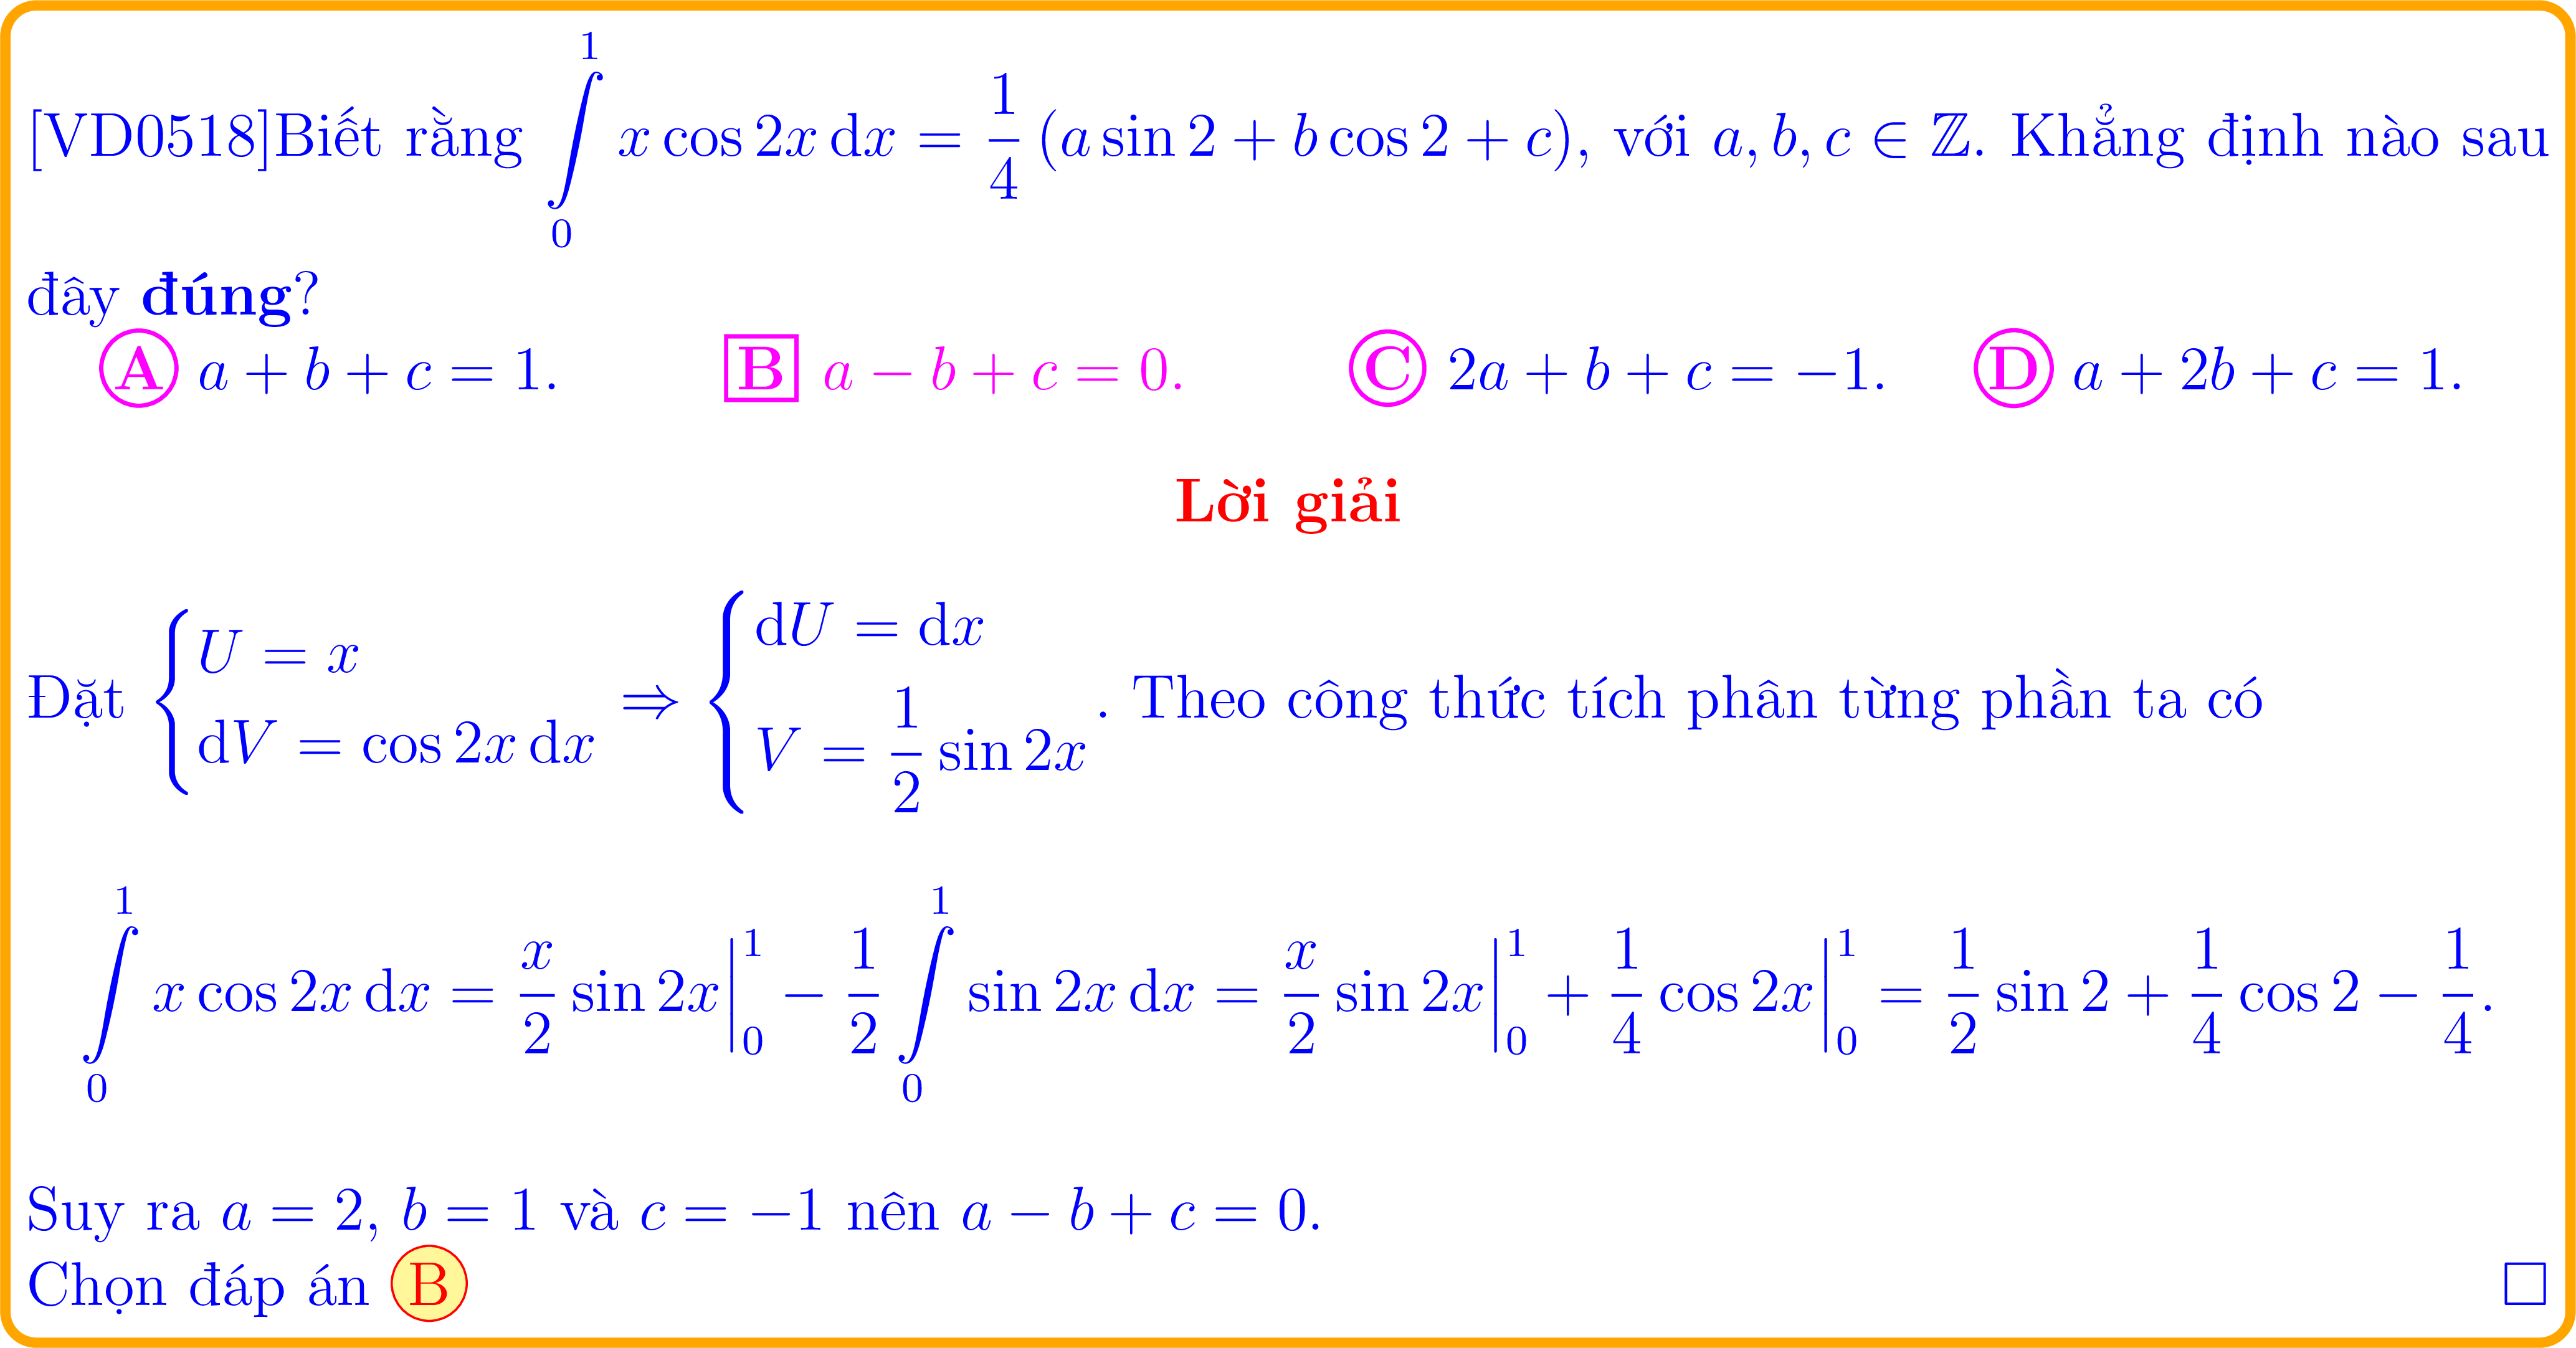 [VD0518]Biết rằng $\int\limits_0^1 x\cos 2x\,\mathrm{d}x = \frac{1}{4}(a\sin 2 + b\cos 2 + c)$, với $a, b, c \in \mathbb{Z}$. Khẳng định nào sau
đây đúng?
A $a + b + c = 1$. B $a - b + c = 0$. C $2a + b + c = -1$. D $a + 2b + c = 1$.
Lời giải
Đặt $\begin{cases} U = x \\ \mathrm{d}V = \cos 2x\,\mathrm{d}x \end{cases} \Rightarrow \begin{cases} \mathrm{d}U = \mathrm{d}x \\ V = \frac{1}{2}\sin 2x \end{cases}$. Theo công thức tích phân từng phần ta có
$\int\limits_0^1 x\cos 2x\,\mathrm{d}x = \frac{x}{2}\sin 2x\Big|_0^1 - \frac{1}{2}\int\limits_0^1 \sin 2x\,\mathrm{d}x = \frac{x}{2}\sin 2x\Big|_0^1 + \frac{1}{4}\cos 2x\Big|_0^1 = \frac{1}{2}\sin 2 + \frac{1}{4}\cos 2 - \frac{1}{4}.$
Suy ra $a = 2$, $b = 1$ và $c = -1$ nên $a - b + c = 0$.
Chọn đáp án B □